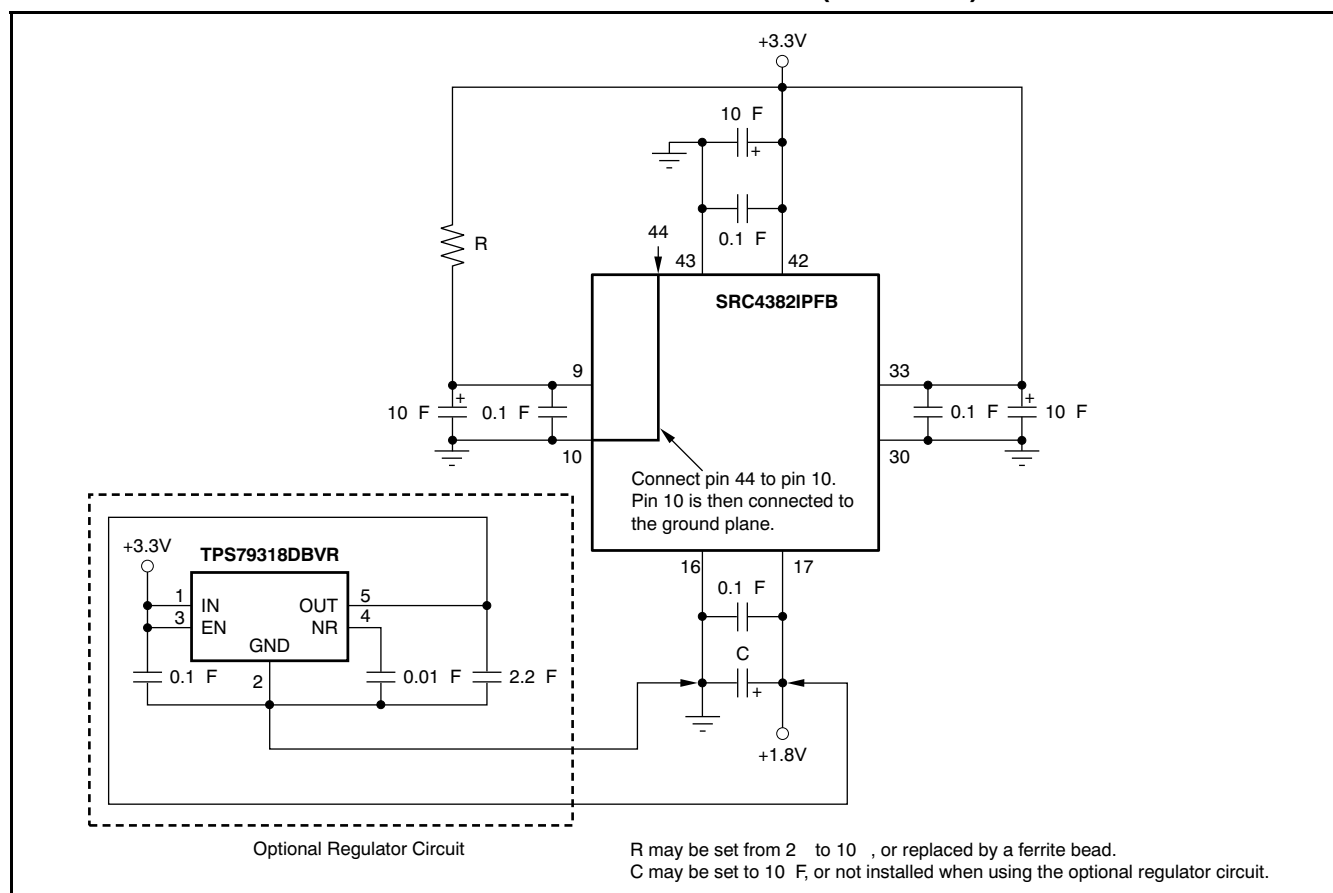 +3.3V
10 F
+
0.1 F
44
43
42
R
SRC4382IPFB
9
33
10 F
+
0.1 F
0.1 F
+
10 F
10
30
Connect pin 44 to pin 10.
Pin 10 is then connected to
the ground plane.
16
17
0.1 F
C
+
+1.8V
+3.3V
TPS79318DBVR
1
IN
OUT
5
3
EN
NR
4
GND
2
0.1 F
0.01 F
2.2 F
Optional Regulator Circuit
R may be set from 2 to 10 , or replaced by a ferrite bead.
C may be set to 10 F, or not installed when using the optional regulator circuit.